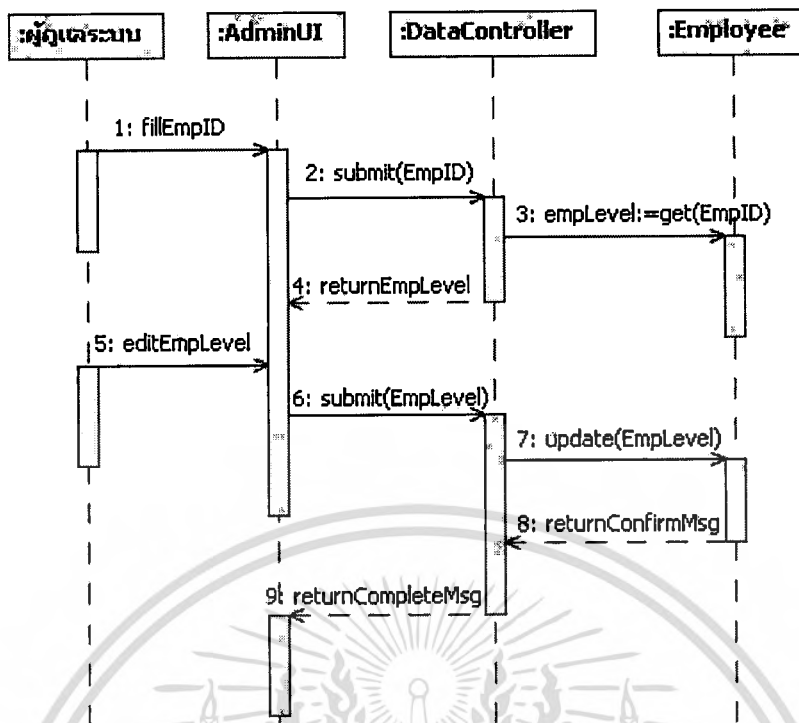 :ผู้ดูแลระบบ
:AdminUI
:DataController
:Employee
1: fillEmpID
2: submit(EmpID)
3: empLevel:=get(EmpID)
4: returnEmpLevel
5: editEmpLevel
6: submit(EmpLevel)
7: update(EmpLevel)
8: returnConfirmMsg
9: returnCompleteMsg